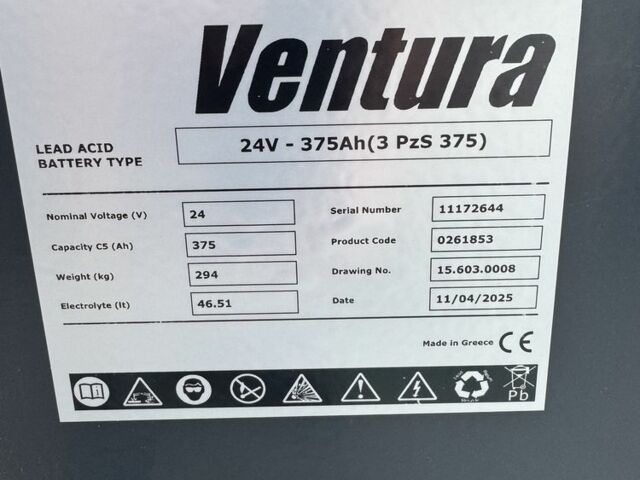 Ventura
LEAD ACID
BATTERY TYPE
24V - 375Ah(3 PzS 375)
Nominal Voltage (V) 24 Serial Number 11172644
Capacity C5 (Ah) 375 Product Code 0261853
Weight (kg) 294 Drawing No. 15.603.0008
Electrolyte (lt) 46.51 Date 11/04/2025
Made in Greece CE
Pb